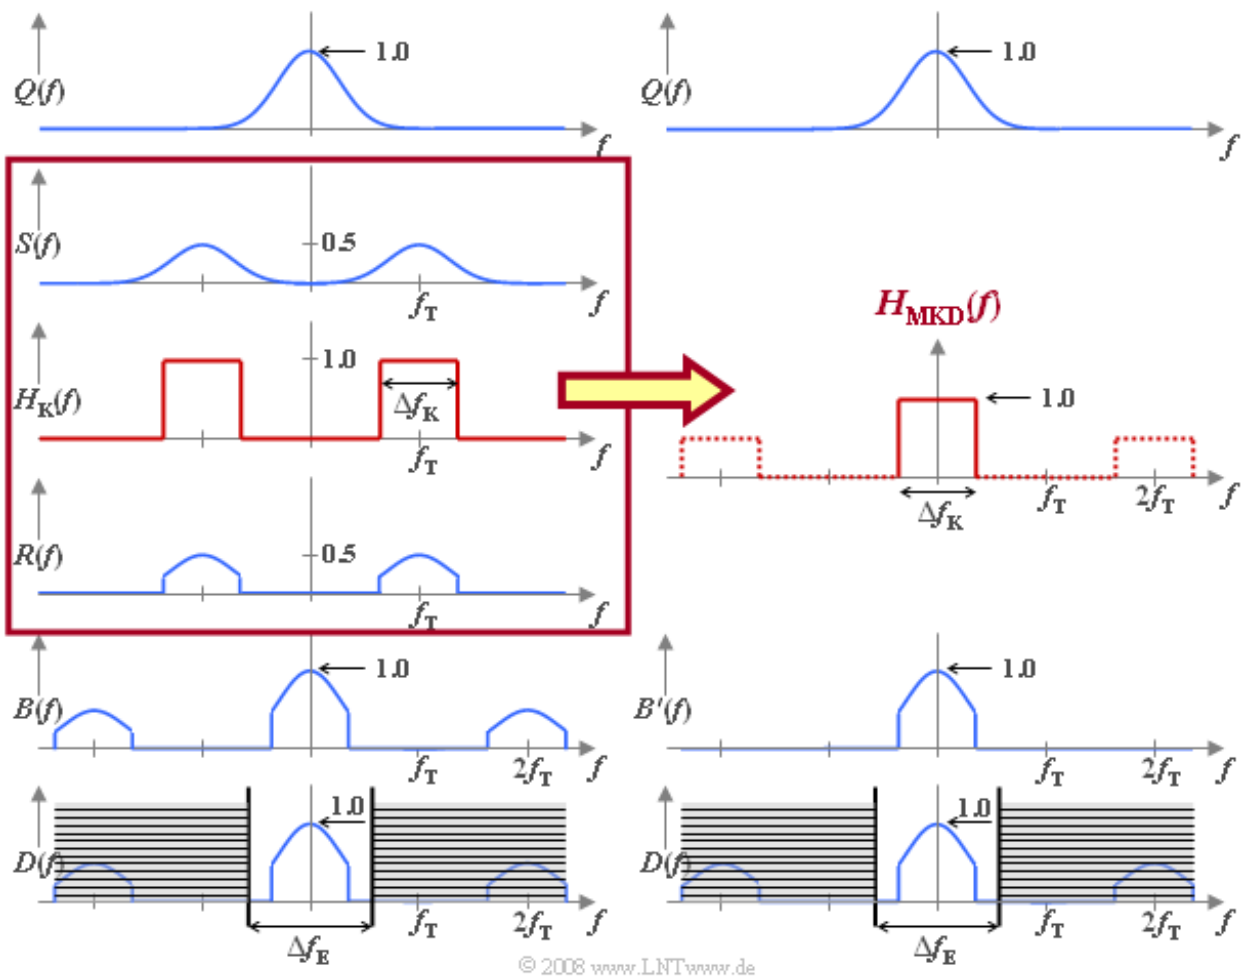 1.0
1.0
Q(f)
Q(f)
f
f
S(f)
0.5
f_T
f
H_MKD(f)
1.0
H_K(f)
Δf_K
1.0
f_T
f
Δf_K
f_T
2f_T
f
R(f)
0.5
f_T
f
1.0
1.0
B(f)
B'(f)
f_T
2f_T
f
f_T
2f_T
f
1.0
1.0
D(f)
D(f)
f_T
2f_T
f
f_T
2f_T
f
Δf_E
Δf_E
© 2008 www.LNTwww.de